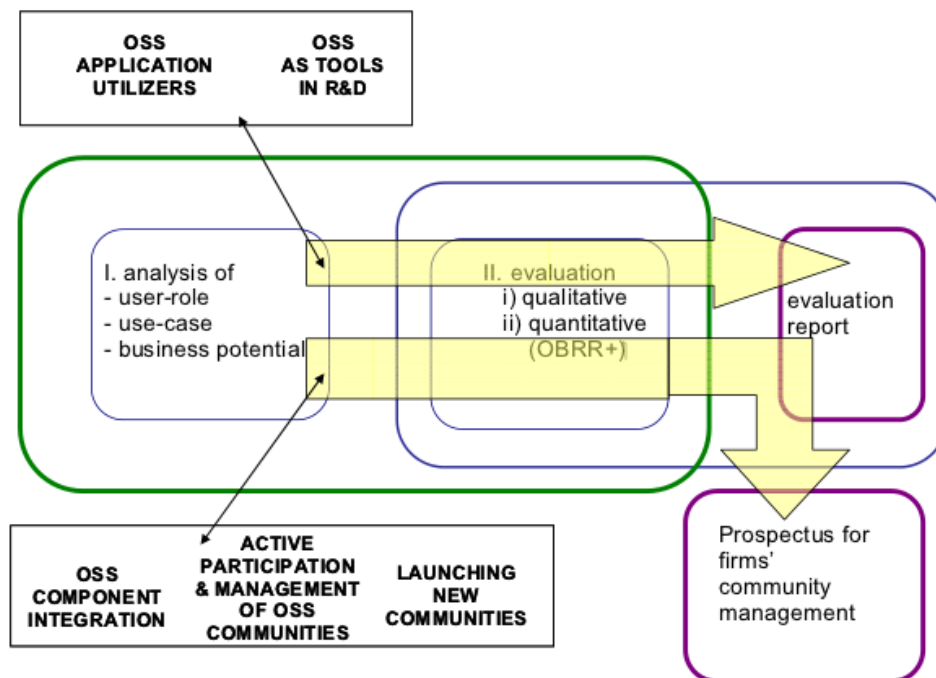 OSS
APPLICATION
UTILIZERS
OSS
AS TOOLS
IN R&D
I. analysis of
- user-role
- use-case
- business potential
II. evaluation
i) qualitative
ii) quantitative
(OBRR+)
evaluation
report
OSS
COMPONENT
INTEGRATION
ACTIVE
PARTICIPATION
& MANAGEMENT
OF OSS
COMMUNITIES
LAUNCHING
NEW
COMMUNITIES
Prospectus for
firms'
community
management